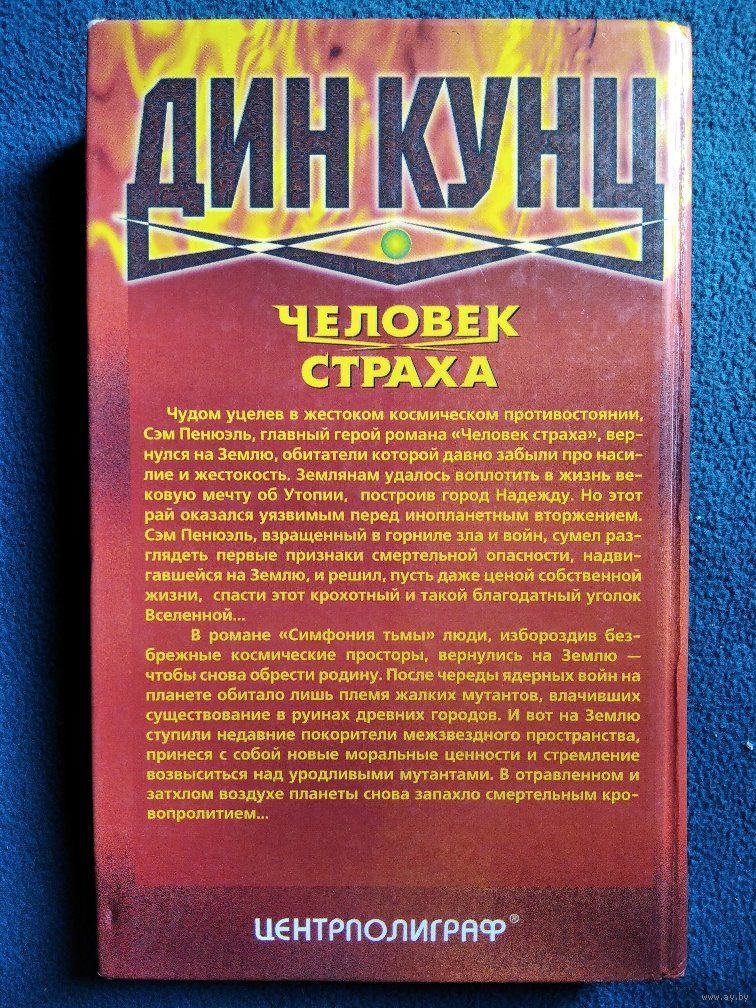 ДИН КУНЦ
ЧЕЛОВЕК
СТРАХА
Чудом уцелев в жестоком космическом противостоянии,
Сэм Пенюэль, главный герой романа «Человек страха», вер-
нулся на Землю, обитатели которой давно забыли про наси-
лие и жестокость. Землянам удалось воплотить в жизнь ве-
ковую мечту об Утопии, построив город Надежду. Но этот
рай оказался уязвимым перед инопланетным вторжением.
Сэм Пенюэль, взращенный в горниле зла и войн, сумел раз-
глядеть первые признаки смертельной опасности, надви-
гавшейся на Землю, и решил, пусть даже ценой собственной
жизни, спасти этот крохотный и такой благодатный уголок
Вселенной...
В романе «Симфония тьмы» люди, избороздив без-
брежные космические просторы, вернулись на Землю —
чтобы снова обрести родину. После череды ядерных войн на
планете обитало лишь племя жалких мутантов, влачивших
существование в руинах древних городов. И вот на Землю
ступили недавние покорители межзвездного пространства,
принеся с собой новые моральные ценности и стремление
возвыситься над уродливыми мутантами. В отравленном и
затхлом воздухе планеты снова запахло смертельным кро-
вопролитием...
ЦЕНТРПОЛИГРАФ®
www.ay.by